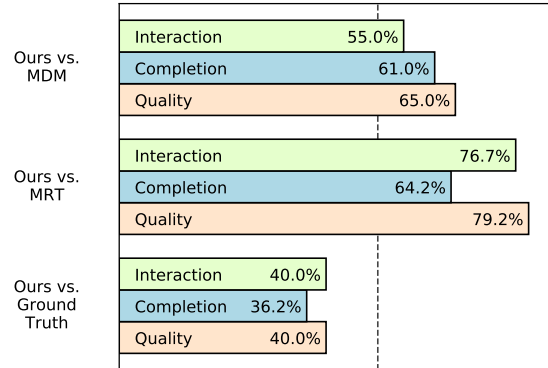 Ours vs.
MDM
Interaction 55.0%
Completion 61.0%
Quality 65.0%
Ours vs.
MRT
Interaction 76.7%
Completion 64.2%
Quality 79.2%
Ours vs.
Ground
Truth
Interaction 40.0%
Completion 36.2%
Quality 40.0%